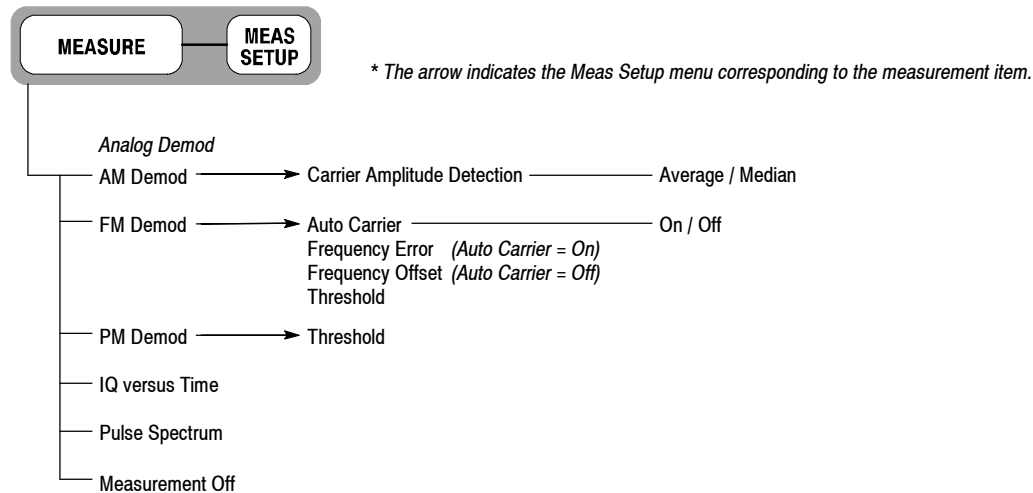 MEASURE
MEAS
SETUP
* The arrow indicates the Meas Setup menu corresponding to the measurement item.
Analog Demod
AM Demod Carrier Amplitude Detection Average / Median
FM Demod Auto Carrier On / Off
Frequency Error (Auto Carrier = On)
Frequency Offset (Auto Carrier = Off)
Threshold
PM Demod Threshold
IQ versus Time
Pulse Spectrum
Measurement Off